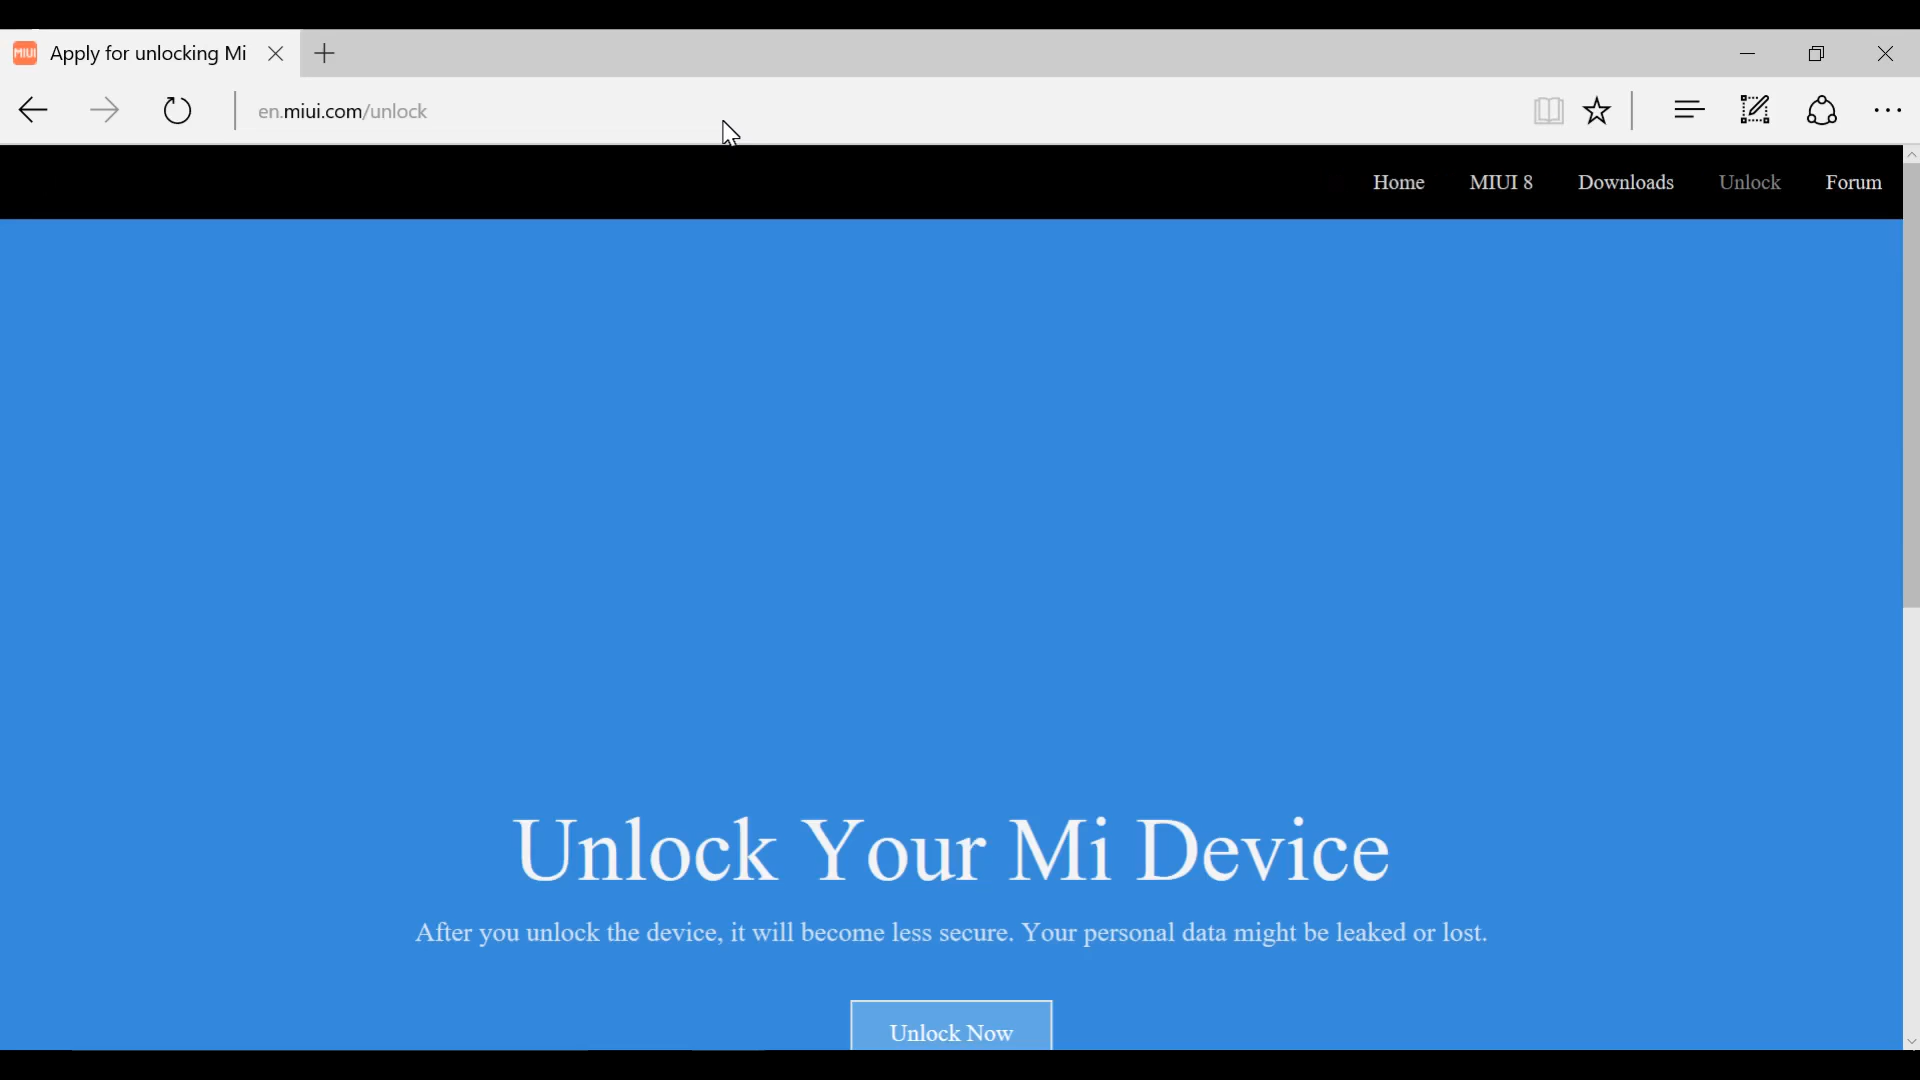 MIUI Apply for unlocking Mi
en.miui.com/unlock
Home MIUI 8 Downloads Unlock Forum
Unlock Your Mi Device
After you unlock the device, it will become less secure. Your personal data might be leaked or lost.
Unlock Now